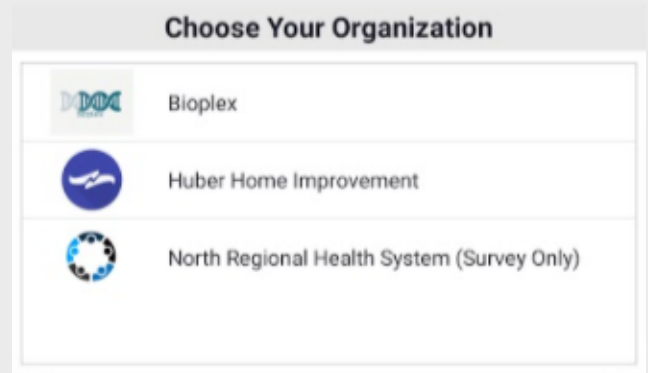 Choose Your Organization
Bioplex
Huber Home Improvement
North Regional Health System (Survey Only)